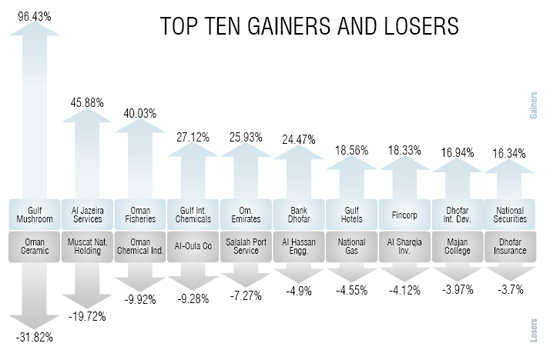 TOP TEN GAINERS AND LOSERS
96.43%
45.88%
40.03%
27.12%
25.93%
24.47%
18.56%
18.33%
16.94%
16.34%
Gainers
Gulf
Mushroom
Al Jazeira
Services
Oman
Fisheries
Gulf Int.
Chemicals
Om.
Emirates
Bank
Dhofar
Gulf
Hotels
Fincorp
Dhofar
Int. Dev.
National
Securities
Oman
Ceramic
Muscat Nat.
Holding
Oman
Chemical Ind.
Al-Oula Co
Salalah Port
Service
Al Hassan
Engg.
National
Gas
Al Sharqia
Inv.
Majan
College
Dhofar
Insurance
-31.82%
-19.72%
-9.92%
-9.28%
-7.27%
-4.9%
-4.55%
-4.12%
-3.97%
-3.7%
Losers